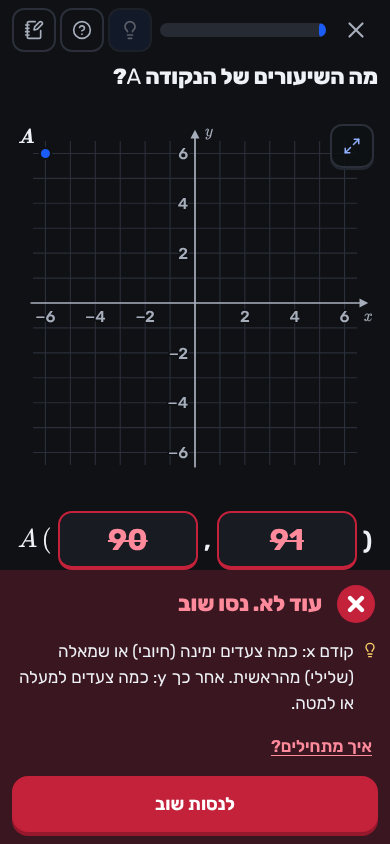 מה השיעורים של הנקודה A?
A
y
6
4
2
−6 −4 −2 2 4 6 x
−2
−4
−6
A ( 90 , 91 )
עוד לא. נסו שוב
קודם x: כמה צעדים ימינה (חיובי) או שמאלה
(שלילי) מהראשית. אחר כך y: כמה צעדים למעלה
או למטה.
איך מתחילים?
לנסות שוב